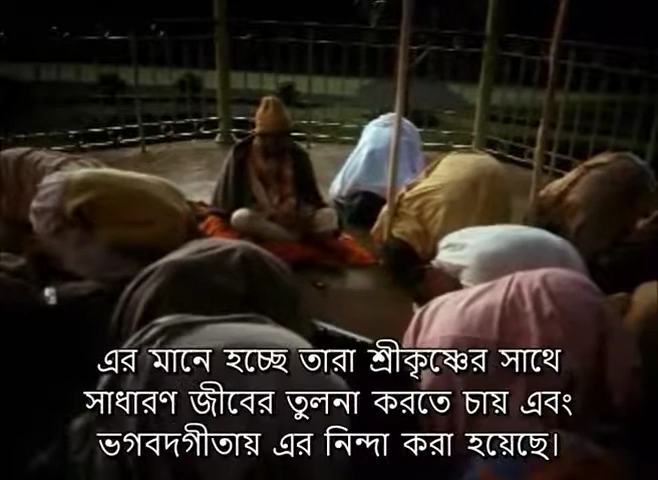 এর মানে হচ্ছে তারা শ্রীকৃষ্ণের সাথে
সাধারণ জীবের তুলনা করতে চায় এবং
ভগবদগীতায় এর নিন্দা করা হয়েছে।